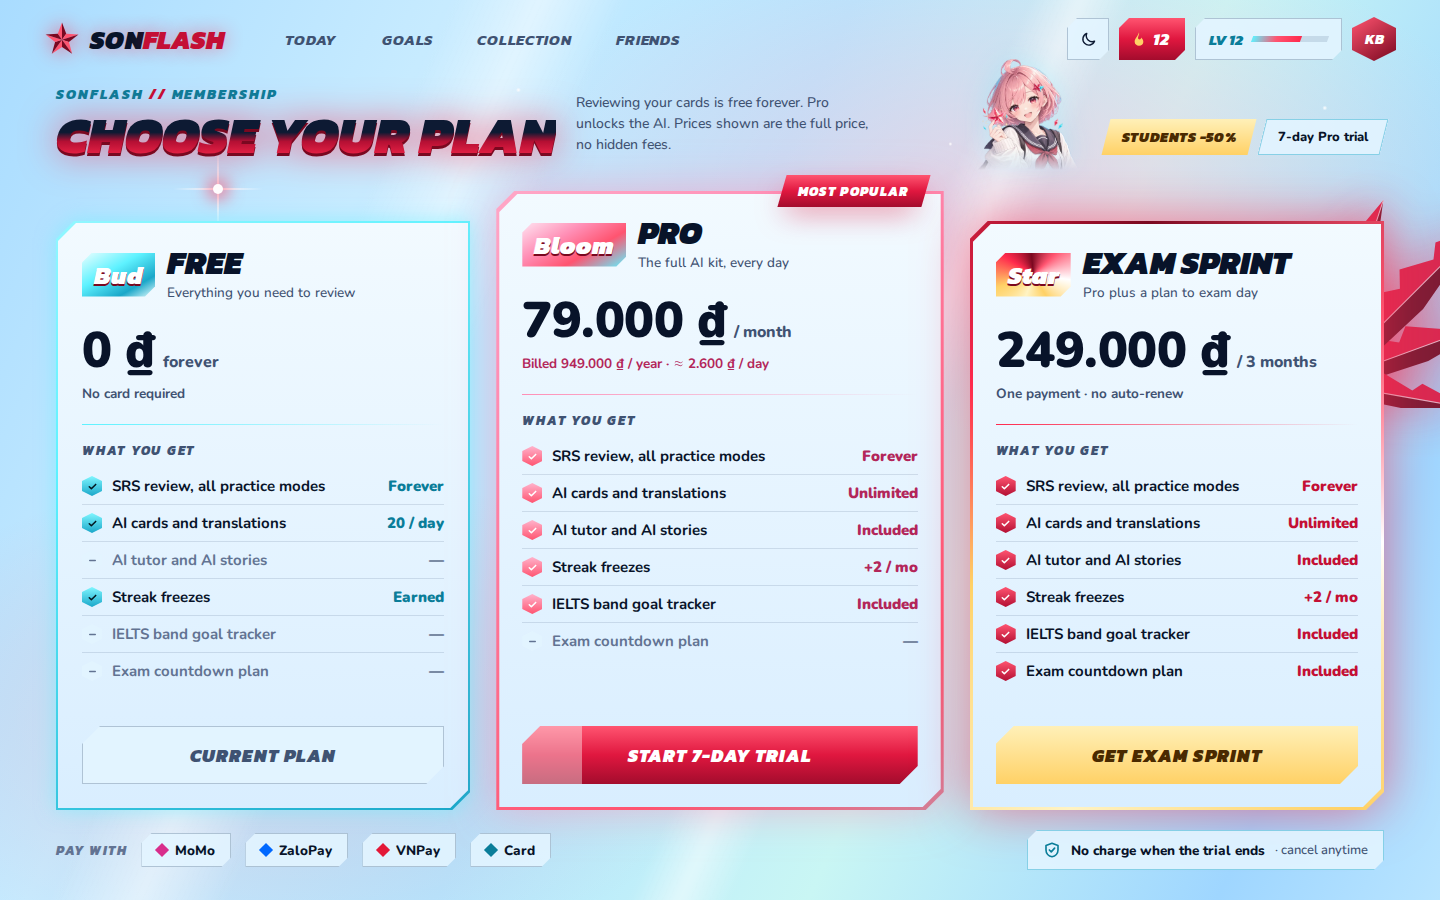 SONFLASH
TODAY
GOALS
COLLECTION
FRIENDS
12
LV 12
KB
SONFLASH // MEMBERSHIP
CHOOSE YOUR PLAN
Reviewing your cards is free forever. Pro
unlocks the AI. Prices shown are the full price,
no hidden fees.
STUDENTS -50%
7-day Pro trial
Bud
FREE
Everything you need to review
0 ₫ forever
No card required
WHAT YOU GET
SRS review, all practice modes Forever
AI cards and translations 20 / day
– AI tutor and AI stories —
Streak freezes Earned
– IELTS band goal tracker —
– Exam countdown plan —
CURRENT PLAN
MOST POPULAR
Bloom
PRO
The full AI kit, every day
79.000 ₫ / month
Billed 949.000 ₫ / year · ≈ 2.600 ₫ / day
WHAT YOU GET
SRS review, all practice modes Forever
AI cards and translations Unlimited
AI tutor and AI stories Included
Streak freezes +2 / mo
IELTS band goal tracker Included
– Exam countdown plan —
START 7-DAY TRIAL
Star
EXAM SPRINT
Pro plus a plan to exam day
249.000 ₫ / 3 months
One payment · no auto-renew
WHAT YOU GET
SRS review, all practice modes Forever
AI cards and translations Unlimited
AI tutor and AI stories Included
Streak freezes +2 / mo
IELTS band goal tracker Included
Exam countdown plan Included
GET EXAM SPRINT
PAY WITH
MoMo
ZaloPay
VNPay
Card
No charge when the trial ends · cancel anytime